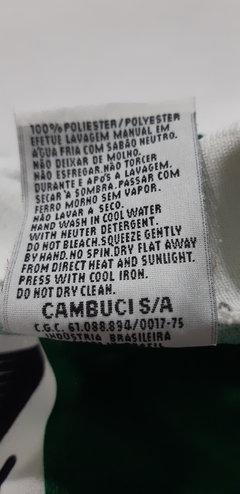 100% POLIESTER/POLYESTER
EFETUE LAVAGEM MANUAL EM
AGUA FRIA COM SABÃO NEUTRO.
NÃO DEIXAR DE MOLHO.
NÃO ESFREGAR.NÃO TORCER
DURANTE E APÓS A LAVAGEM.
SECAR A SOMBRA.PASSAR COM
FERRO MORNO SEM VAPOR.
NÃO LAVAR A SECO.
HAND WASH IN COOL WATER
WITH NEUTER DETERGENT.
DO NOT BLEACH.SQUEEZE GENTLY
BY HAND.NO SPIN.DRY FLAT AWAY
FROM DIRECT HEAT AND SUNLIGHT.
PRESS WITH COOL IRON.
DO NOT DRY CLEAN.
CAMBUCI S/A
C.G.C. 61.088.894/0017-75
INDÚSTRIA BRASILEIRA